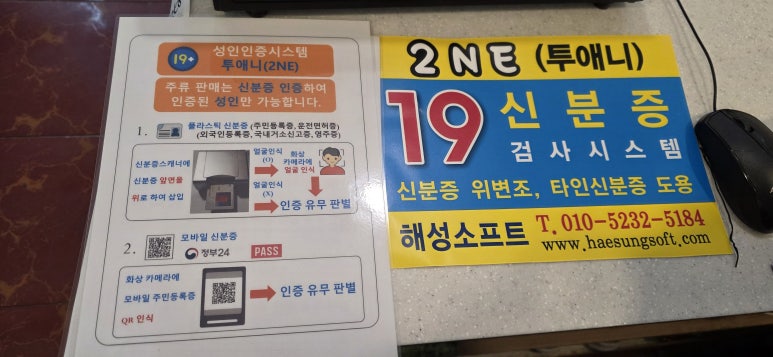 19+
성인인증시스템
투애니(2NE)
주류 판매는 신분증 인증하여
인증된 성인만 가능합니다.
1. 플라스틱 신분증 (주민등록증, 운전면허증)
(외국인등록증, 국내거소신고증, 영주증)
신분증스캐너에
신분증 앞면을
위로 하여 삽입
얼굴인식
(O)
화상
카메라에
얼굴 인식
얼굴인식
(X)
인증 유무 판별
2. 모바일 신분증
정부24
PASS
화상 카메라에
모바일 주민등록증
QR 인식
인증 유무 판별
2NE (투애니)
19 신분증
검사시스템
신분증 위변조, 타인신분증 도용
해성소프트 T. 010-5232-5184
www.haesungsoft.com